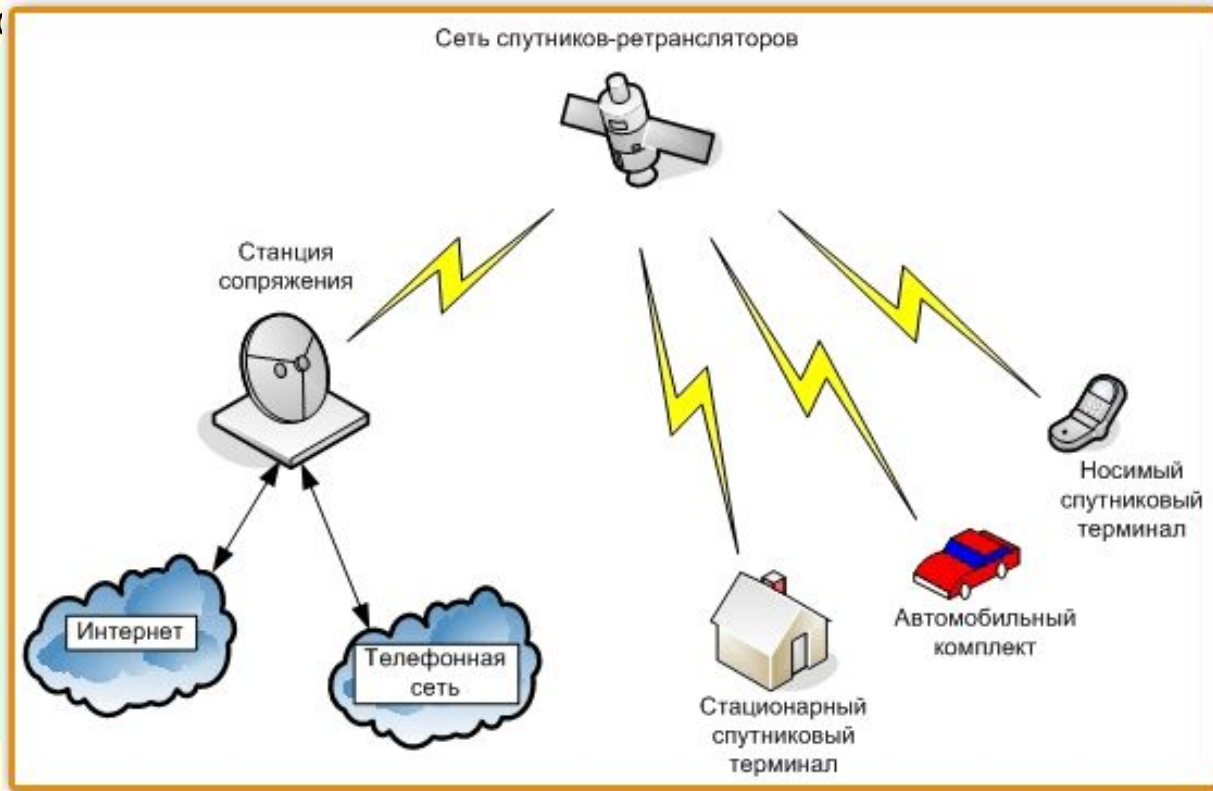 Сеть спутников-ретрансляторов
Станция
сопряжения
Носимый
спутниковый
терминал
Автомобильный
комплект
Интернет
Телефонная
сеть
Стационарный
спутниковый
терминал